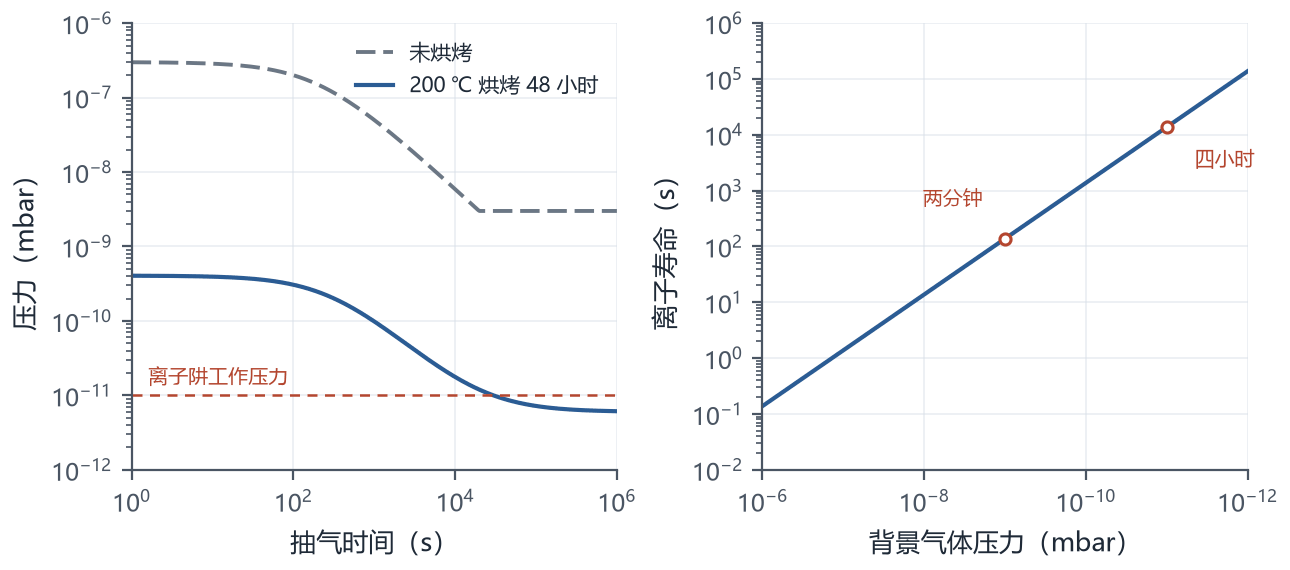 10⁻⁶
10⁻⁷
10⁻⁸
10⁻⁹
10⁻¹⁰
10⁻¹¹
10⁻¹²
压力（mbar）
未烘烤
200 ℃ 烘烤 48 小时
离子阱工作压力
10⁰
10²
10⁴
10⁶
抽气时间（s）
10⁶
10⁵
10⁴
10³
10²
10¹
10⁰
10⁻¹
10⁻²
离子寿命（s）
两分钟
四小时
10⁻⁶
10⁻⁸
10⁻¹⁰
10⁻¹²
背景气体压力（mbar）